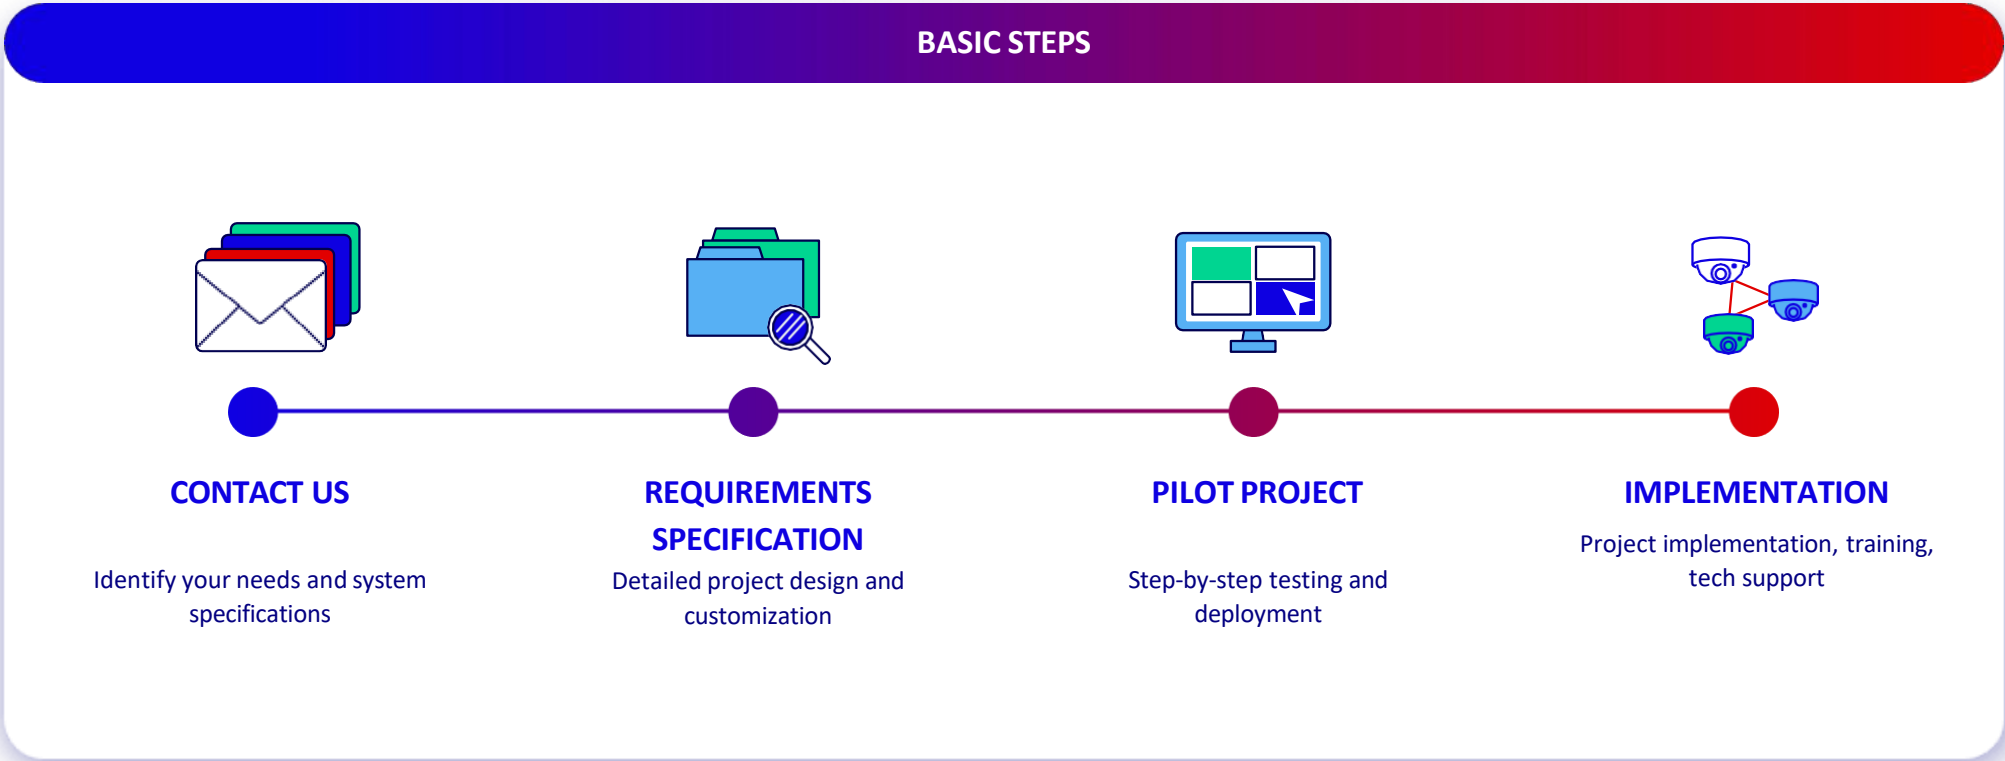 BASIC STEPS
CONTACT US
Identify your needs and system
specifications
REQUIREMENTS
SPECIFICATION
Detailed project design and
customization
PILOT PROJECT
Step-by-step testing and
deployment
IMPLEMENTATION
Project implementation, training,
tech support